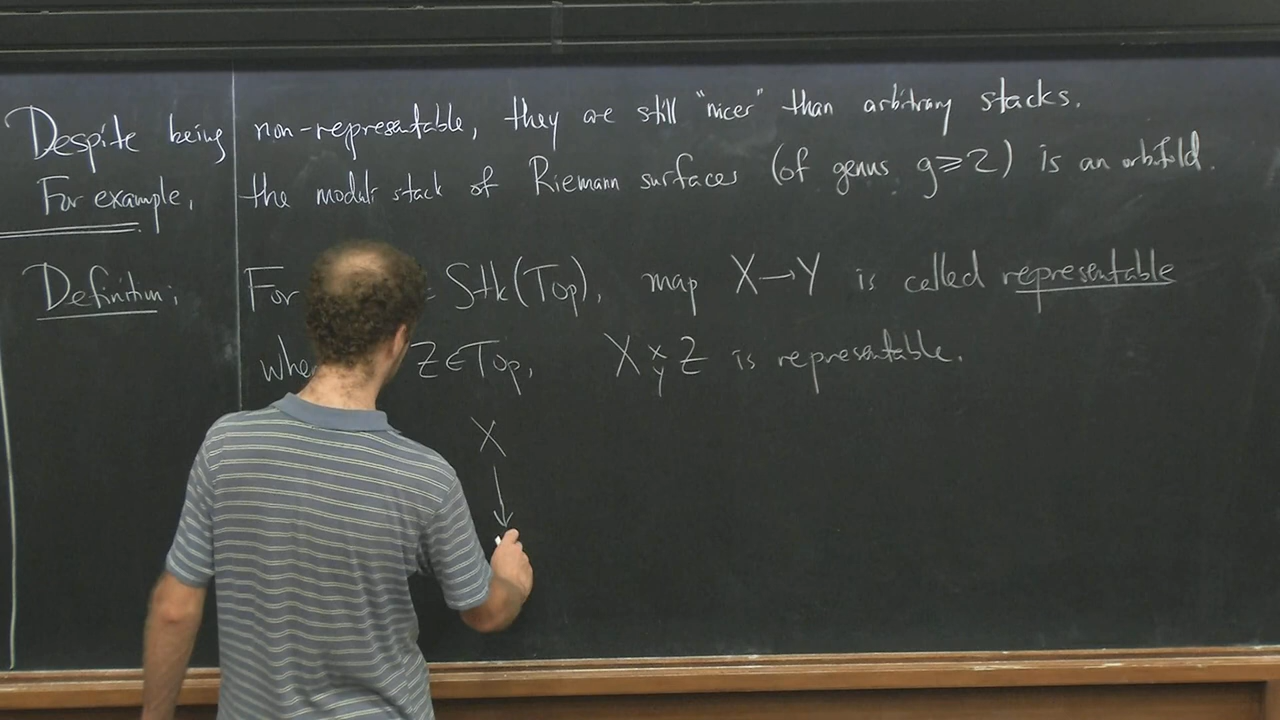 Despite being non-representable, they are still "nicer" than arbitrary stacks.
For example, the moduli stack of Riemann surfaces (of genus g⩾2) is an orbifold.
Definition: For Stk(Top), map X→Y is called representable
Z∈Top, X ×_Y Z is representable.
X
↓